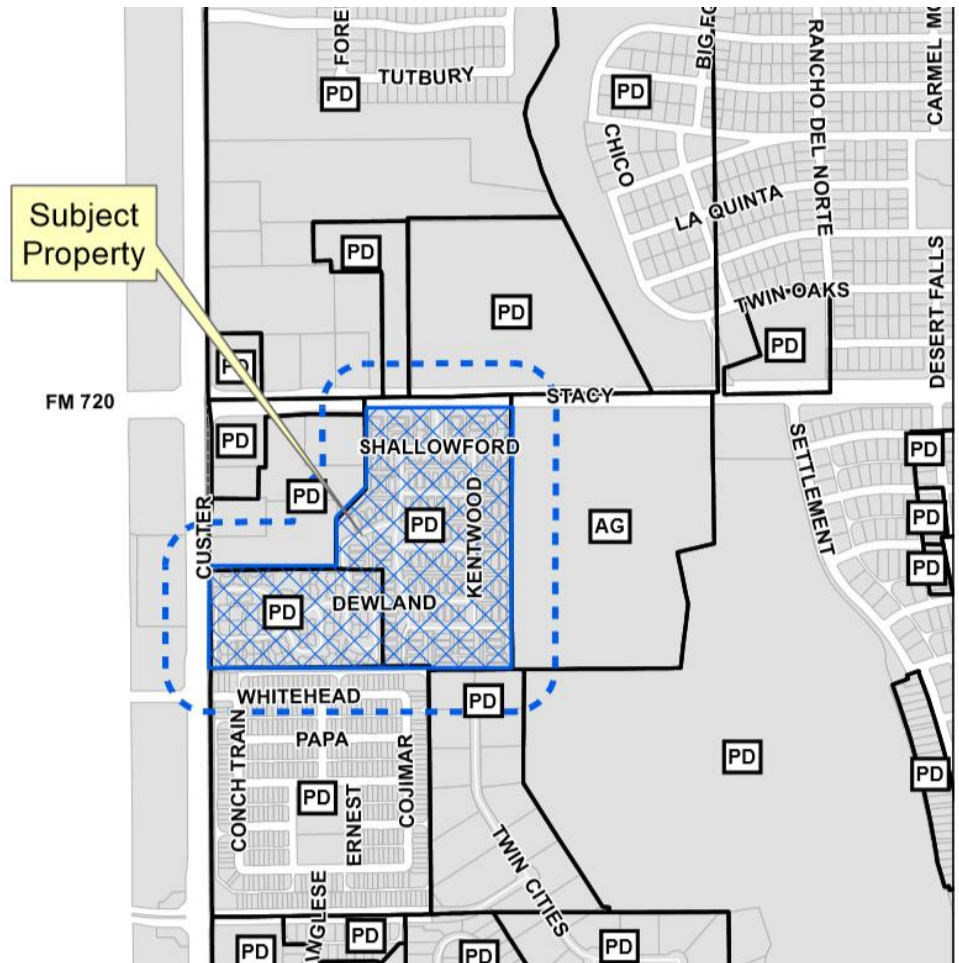 FORE
TUTBURY
PD
PD
BIG
RANCHO DEL NORTE
CARMEL
CHICO
LA QUINTA
Subject
Property
PD
PD
TWIN OAKS
DESERT FALLS
PD
PD
FM 720
STACY
PD
SHALLOWFORD
SETTLEMENT
PD
PD
CUSTER
PD
KENTWOOD
AG
PD
PD
DEWLAND
PD
WHITEHEAD
PD
CONCH TRAIN
PAPA
COJIMAR
PD
PD
PD
ERNEST
TWIN CITIES
NGLESE
PD
PD
PD
PD